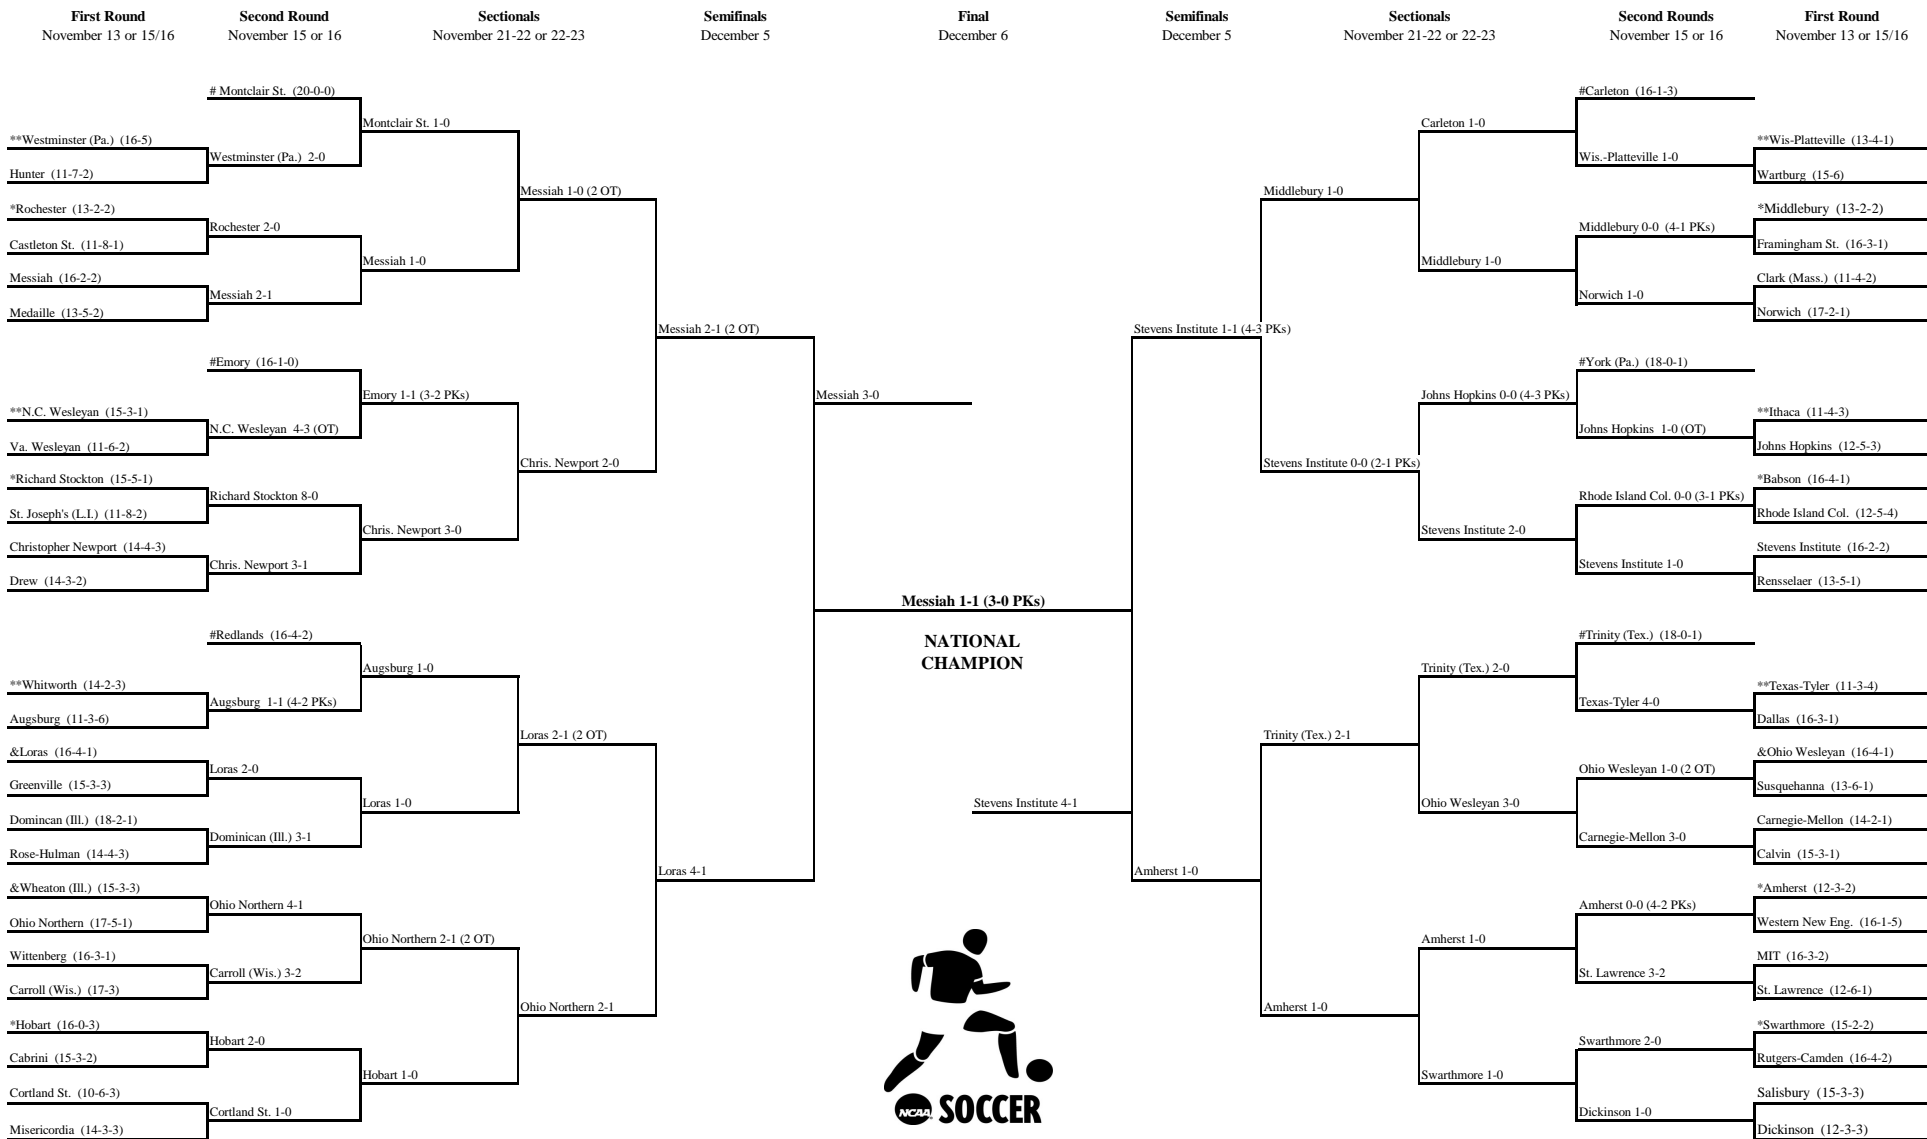 First Round
November 13 or 15/16
Second Round
November 15 or 16
Sectionals
November 21-22 or 22-23
Semifinals
December 5
Final
December 6
Semifinals
December 5
Sectionals
November 21-22 or 22-23
Second Rounds
November 15 or 16
First Round
November 13 or 15/16
**Westminster (Pa.) (16-5)
Hunter (11-7-2)
*Rochester (13-2-2)
Castleton St. (11-8-1)
Messiah (16-2-2)
Medaille (13-5-2)
**N.C. Wesleyan (15-3-1)
Va. Wesleyan (11-6-2)
*Richard Stockton (15-5-1)
St. Joseph's (L.I.) (11-8-2)
Christopher Newport (14-4-3)
Drew (14-3-2)
**Whitworth (14-2-3)
Augsburg (11-3-6)
&Loras (16-4-1)
Greenville (15-3-3)
Domincan (Ill.) (18-2-1)
Rose-Hulman (14-4-3)
&Wheaton (Ill.) (15-3-3)
Ohio Northern (17-5-1)
Wittenberg (16-3-1)
Carroll (Wis.) (17-3)
*Hobart (16-0-3)
Cabrini (15-3-2)
Cortland St. (10-6-3)
Misericordia (14-3-3)
# Montclair St. (20-0-0)
Westminster (Pa.) 2-0
Rochester 2-0
Messiah 2-1
#Emory (16-1-0)
N.C. Wesleyan 4-3 (OT)
Richard Stockton 8-0
Chris. Newport 3-1
#Redlands (16-4-2)
Augsburg 1-1 (4-2 PKs)
Loras 2-0
Dominican (Ill.) 3-1
Ohio Northern 4-1
Carroll (Wis.) 3-2
Hobart 2-0
Cortland St. 1-0
Montclair St. 1-0
Messiah 1-0
Emory 1-1 (3-2 PKs)
Chris. Newport 3-0
Augsburg 1-0
Loras 1-0
Ohio Northern 2-1 (2 OT)
Hobart 1-0
Messiah 1-0 (2 OT)
Chris. Newport 2-0
Loras 2-1 (2 OT)
Ohio Northern 2-1
Messiah 2-1 (2 OT)
Loras 4-1
Messiah 3-0
Messiah 1-1 (3-0 PKs)
NATIONAL
CHAMPION
Stevens Institute 4-1
NCAA SOCCER
Stevens Institute 1-1 (4-3 PKs)
Amherst 1-0
Middlebury 1-0
Stevens Institute 0-0 (2-1 PKs)
Trinity (Tex.) 2-1
Amherst 1-0
Carleton 1-0
Middlebury 1-0
Johns Hopkins 0-0 (4-3 PKs)
Stevens Institute 2-0
Trinity (Tex.) 2-0
Ohio Wesleyan 3-0
Amherst 1-0
Swarthmore 1-0
#Carleton (16-1-3)
Wis.-Platteville 1-0
Middlebury 0-0 (4-1 PKs)
Norwich 1-0
#York (Pa.) (18-0-1)
Johns Hopkins 1-0 (OT)
Rhode Island Col. 0-0 (3-1 PKs)
Stevens Institute 1-0
#Trinity (Tex.) (18-0-1)
Texas-Tyler 4-0
Ohio Wesleyan 1-0 (2 OT)
Carnegie-Mellon 3-0
Amherst 0-0 (4-2 PKs)
St. Lawrence 3-2
Swarthmore 2-0
Dickinson 1-0
**Wis-Platteville (13-4-1)
Wartburg (15-6)
*Middlebury (13-2-2)
Framingham St. (16-3-1)
Clark (Mass.) (11-4-2)
Norwich (17-2-1)
**Ithaca (11-4-3)
Johns Hopkins (12-5-3)
*Babson (16-4-1)
Rhode Island Col. (12-5-4)
Stevens Institute (16-2-2)
Rensselaer (13-5-1)
**Texas-Tyler (11-3-4)
Dallas (16-3-1)
&Ohio Wesleyan (16-4-1)
Susquehanna (13-6-1)
Carnegie-Mellon (14-2-1)
Calvin (15-3-1)
*Amherst (12-3-2)
Western New Eng. (16-1-5)
MIT (16-3-2)
St. Lawrence (12-6-1)
*Swarthmore (15-2-2)
Rutgers-Camden (16-4-2)
Salisbury (15-3-3)
Dickinson (12-3-3)